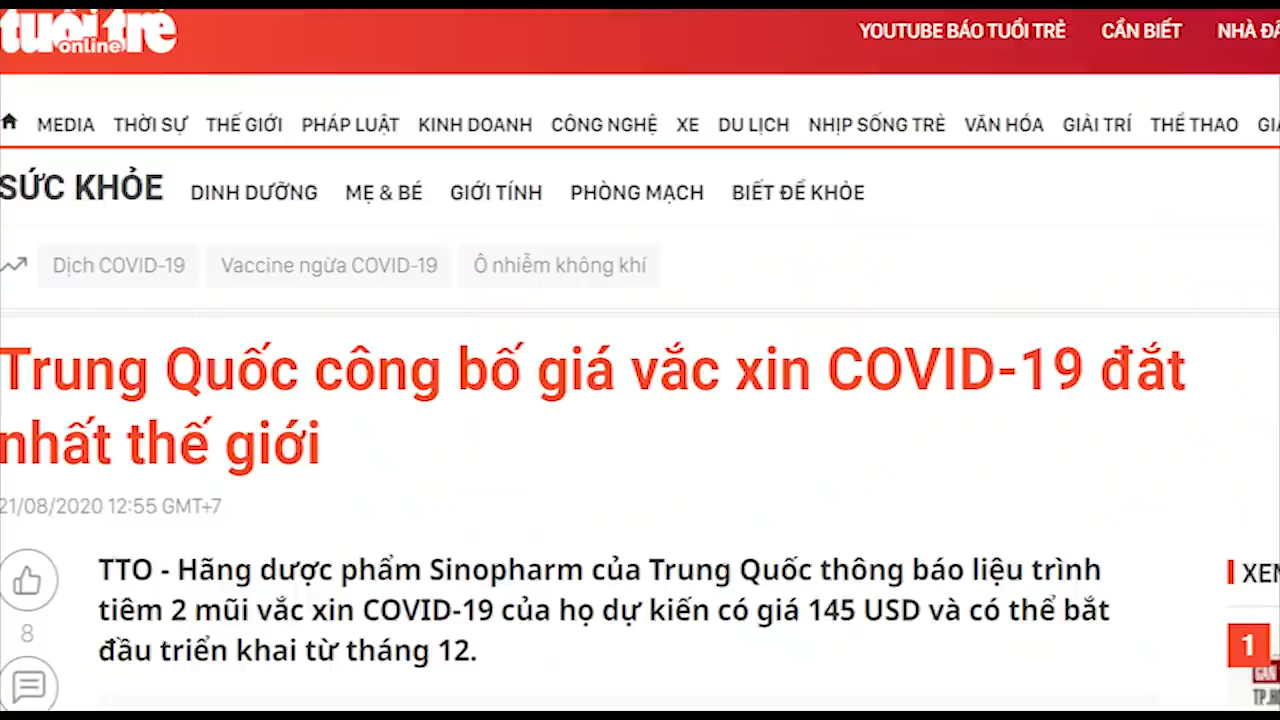 tuổi trẻ
online
YOUTUBE BÁO TUỔI TRẺ CẦN BIẾT NHÀ
MEDIA THỜI SỰ THẾ GIỚI PHÁP LUẬT KINH DOANH CÔNG NGHỆ XE DU LỊCH NHỊP SỐNG TRẺ VĂN HÓA GIẢI TRÍ THỂ THAO
SỨC KHỎE DINH DƯỠNG MẸ & BÉ GIỚI TÍNH PHÒNG MẠCH BIẾT ĐỂ KHỎE
Dịch COVID-19 Vaccine ngừa COVID-19 Ô nhiễm không khí
Trung Quốc công bố giá vắc xin COVID-19 đắt
nhất thế giới
21/08/2020 12:55 GMT+7
TTO - Hãng dược phẩm Sinopharm của Trung Quốc thông báo liệu trình
tiêm 2 mũi vắc xin COVID-19 của họ dự kiến có giá 145 USD và có thể bắt
đầu triển khai từ tháng 12.
8
1